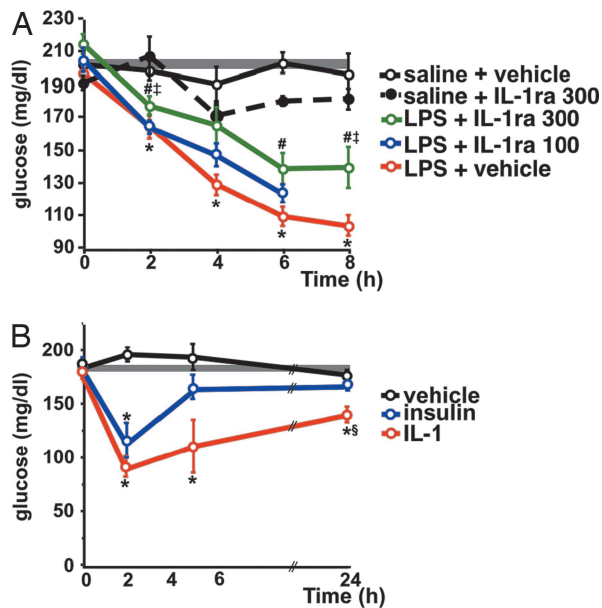 A
230
210
190
170
150
130
110
90
glucose (mg/dl)
#‡
*
*
#
*
#‡
*
0 2 4 6 8
Time (h)
saline + vehicle
saline + IL-1ra 300
LPS + IL-1ra 300
LPS + IL-1ra 100
LPS + vehicle
B
200
150
100
50
0
glucose (mg/dl)
*
*
*
*§
//
//
//
//
0 2 4 6 24
Time (h)
vehicle
insulin
IL-1